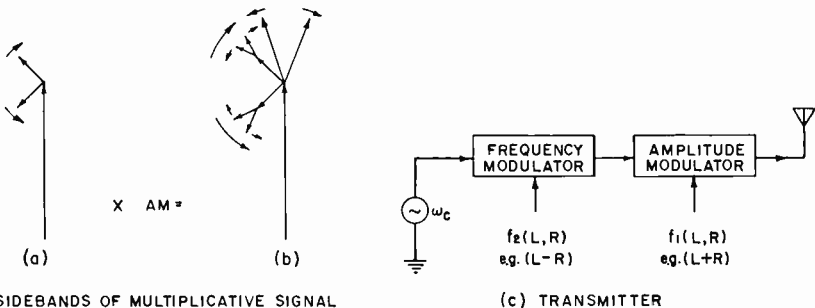 FREQUENCY
MODULATOR
AMPLITUDE
MODULATOR
ωc
X AM =
f2(L,R)
e.g. (L-R)
f1(L,R)
e.g. (L+R)
(a)
(b)
SIDEBANDS OF MULTIPLICATIVE SIGNAL
(c) TRANSMITTER